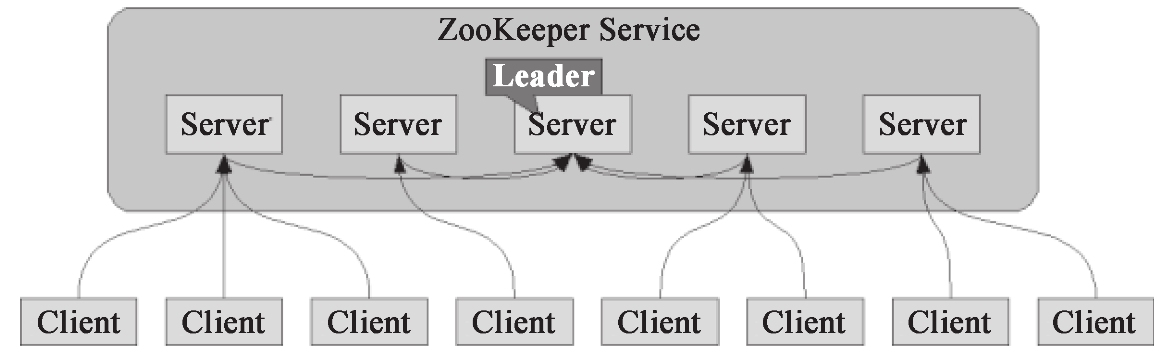 ZooKeeper Service
Leader
Server Server Server Server Server
Client Client Client Client Client Client Client Client